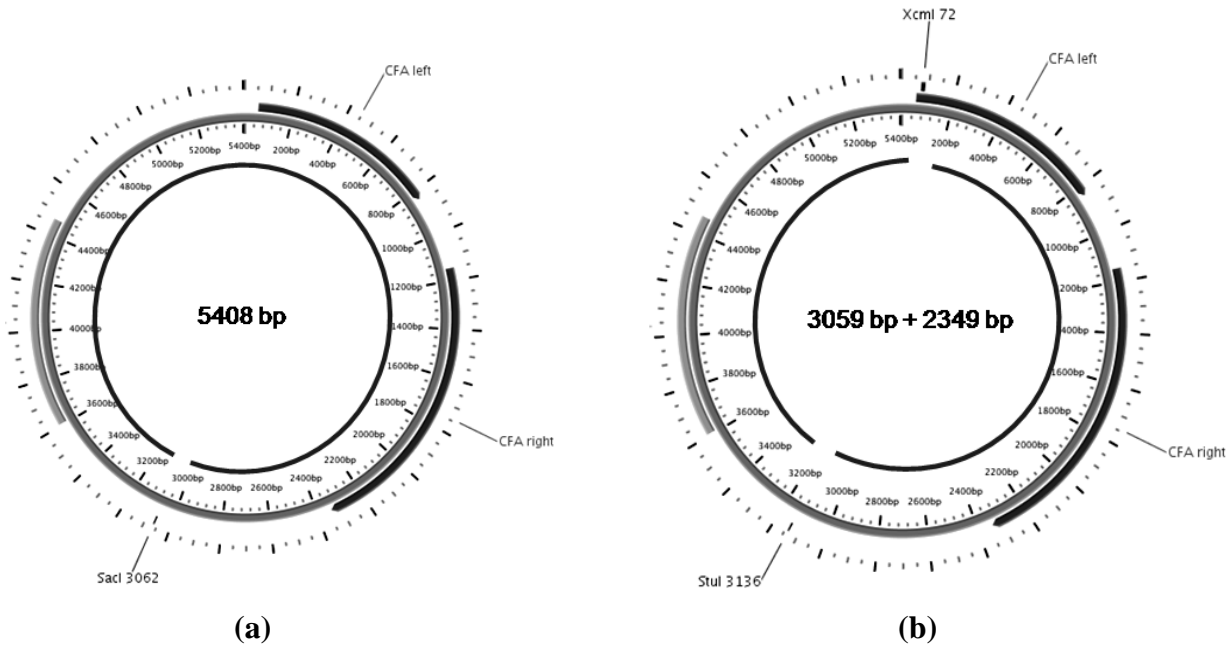 CFA left
5400bp
200bp
400bp
600bp
800bp
1000bp
1200bp
1400bp
1600bp
1800bp
2000bp
2200bp
2400bp
2600bp
2800bp
3000bp
3200bp
3400bp
3600bp
3800bp
4000bp
4200bp
4400bp
4600bp
4800bp
5000bp
5200bp
5408 bp
CFA right
SacI 3062
(a)
XcmI 72
CFA left
5400bp
200bp
400bp
600bp
800bp
1000bp
200bp
400bp
1600bp
1800bp
2000bp
2200bp
2400bp
2600bp
2800bp
3000bp
3200bp
3400bp
3600bp
3800bp
4000bp
4200bp
4400bp
4600bp
4800bp
5000bp
5200bp
3059 bp + 2349 bp
CFA right
StuI 3136
(b)